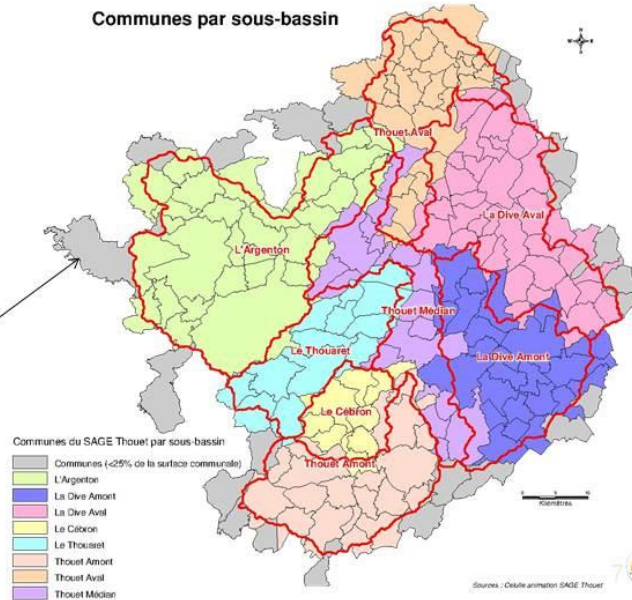 Communes par sous-bassin
Thouet Aval
La Dive Aval
L'Argenton
Thouet Médian
Le Thouaret
La Dive Amont
Le Cébron
Thouet Amont
Communes du SAGE Thouet par sous-bassin
Communes (<25% de la surface communale)
L'Argenton
La Dive Amont
La Dive Aval
Le Cébron
Le Thouaret
Thouet Amont
Thouet Aval
Thouet Médian
Kilomètres
Sources : Cellule animation SAGE Thouet
7